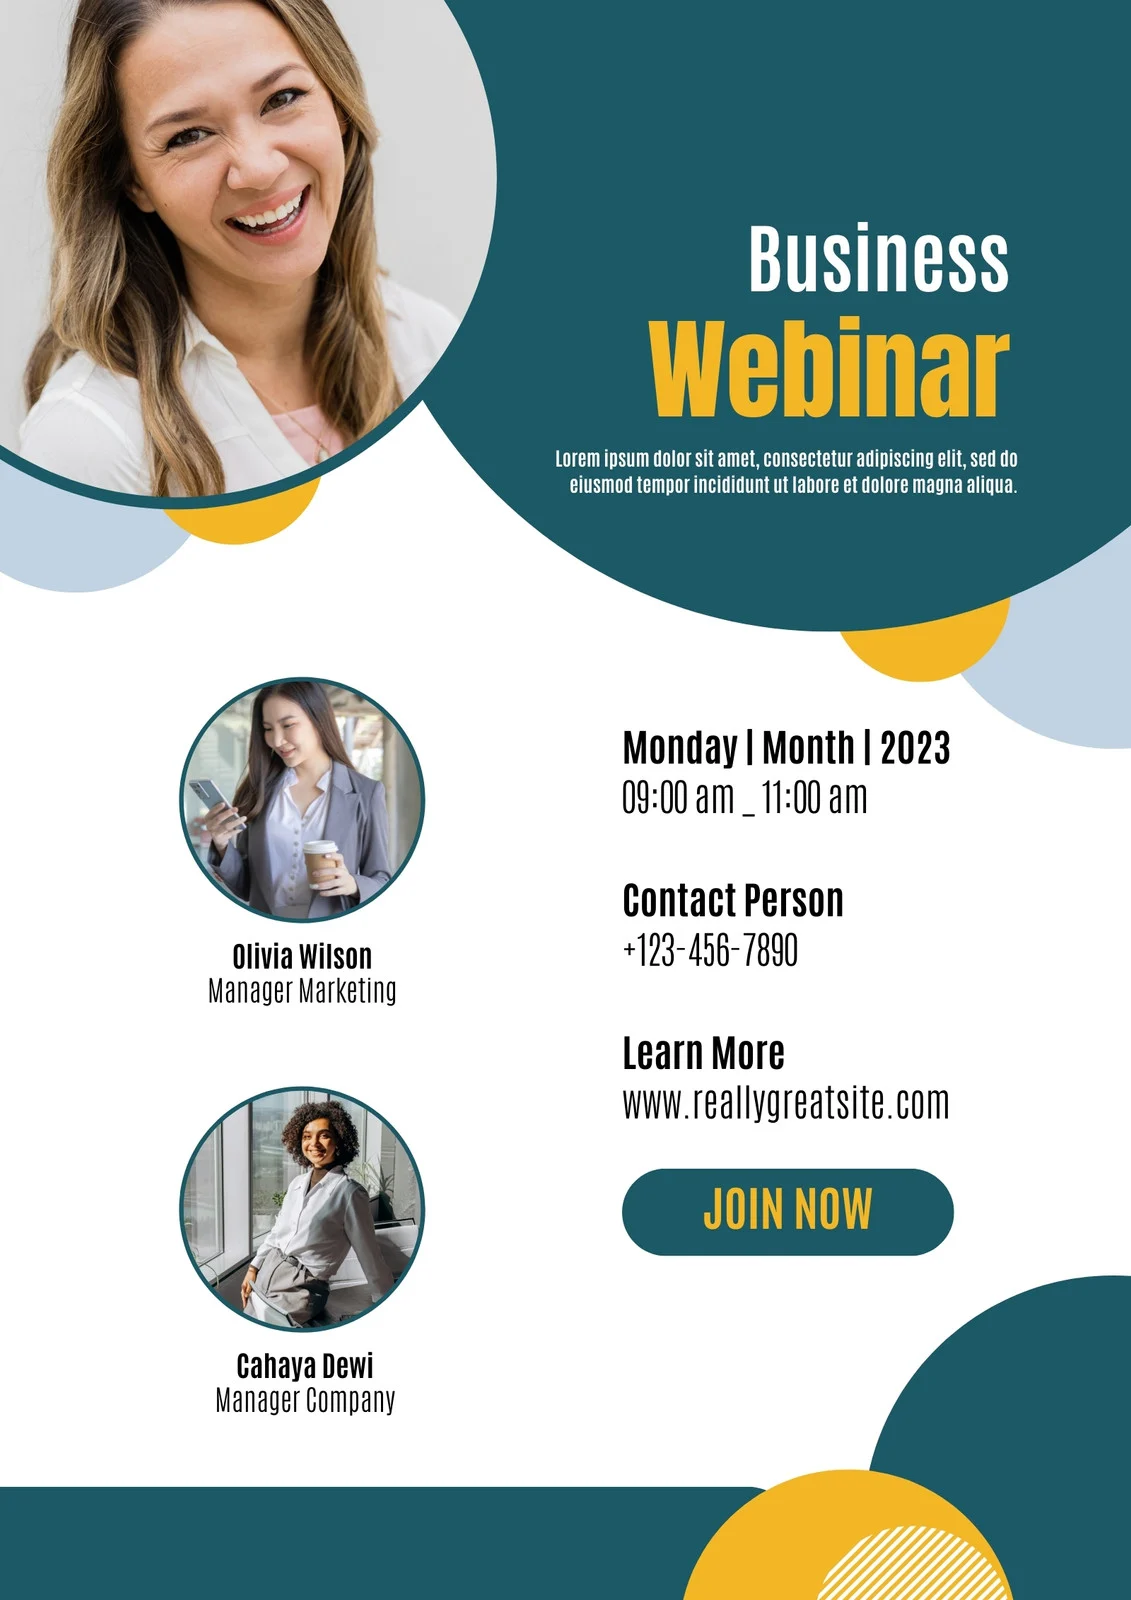 Business
Webinar
Lorem ipsum dolor sit amet, consectetur adipiscing elit, sed do
eiusmod tempor incididunt ut labore et dolore magna aliqua.
Olivia Wilson
Manager Marketing
Cahaya Dewi
Manager Company
Monday | Month | 2023
09:00 am _ 11:00 am
Contact Person
+123-456-7890
Learn More
www.reallygreatsite.com
JOIN NOW